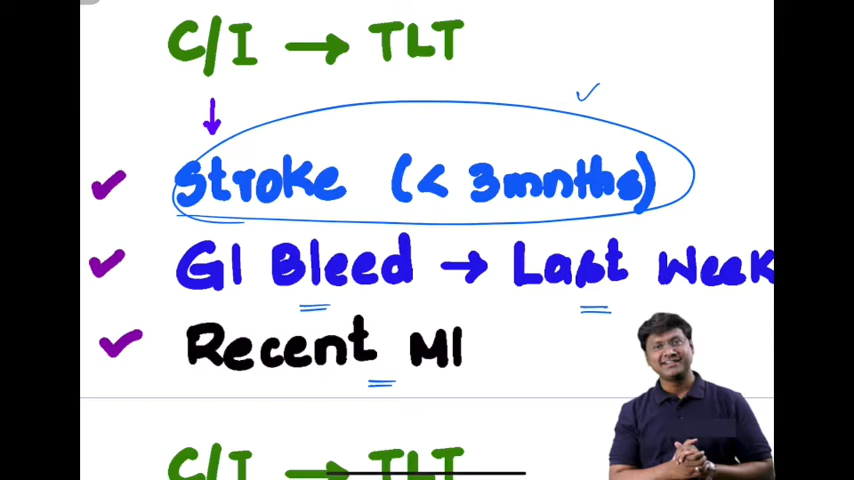 C/I → TLT
Stroke (< 3mnths)
GI Bleed → Last Week
Recent MI
C/I → TLT